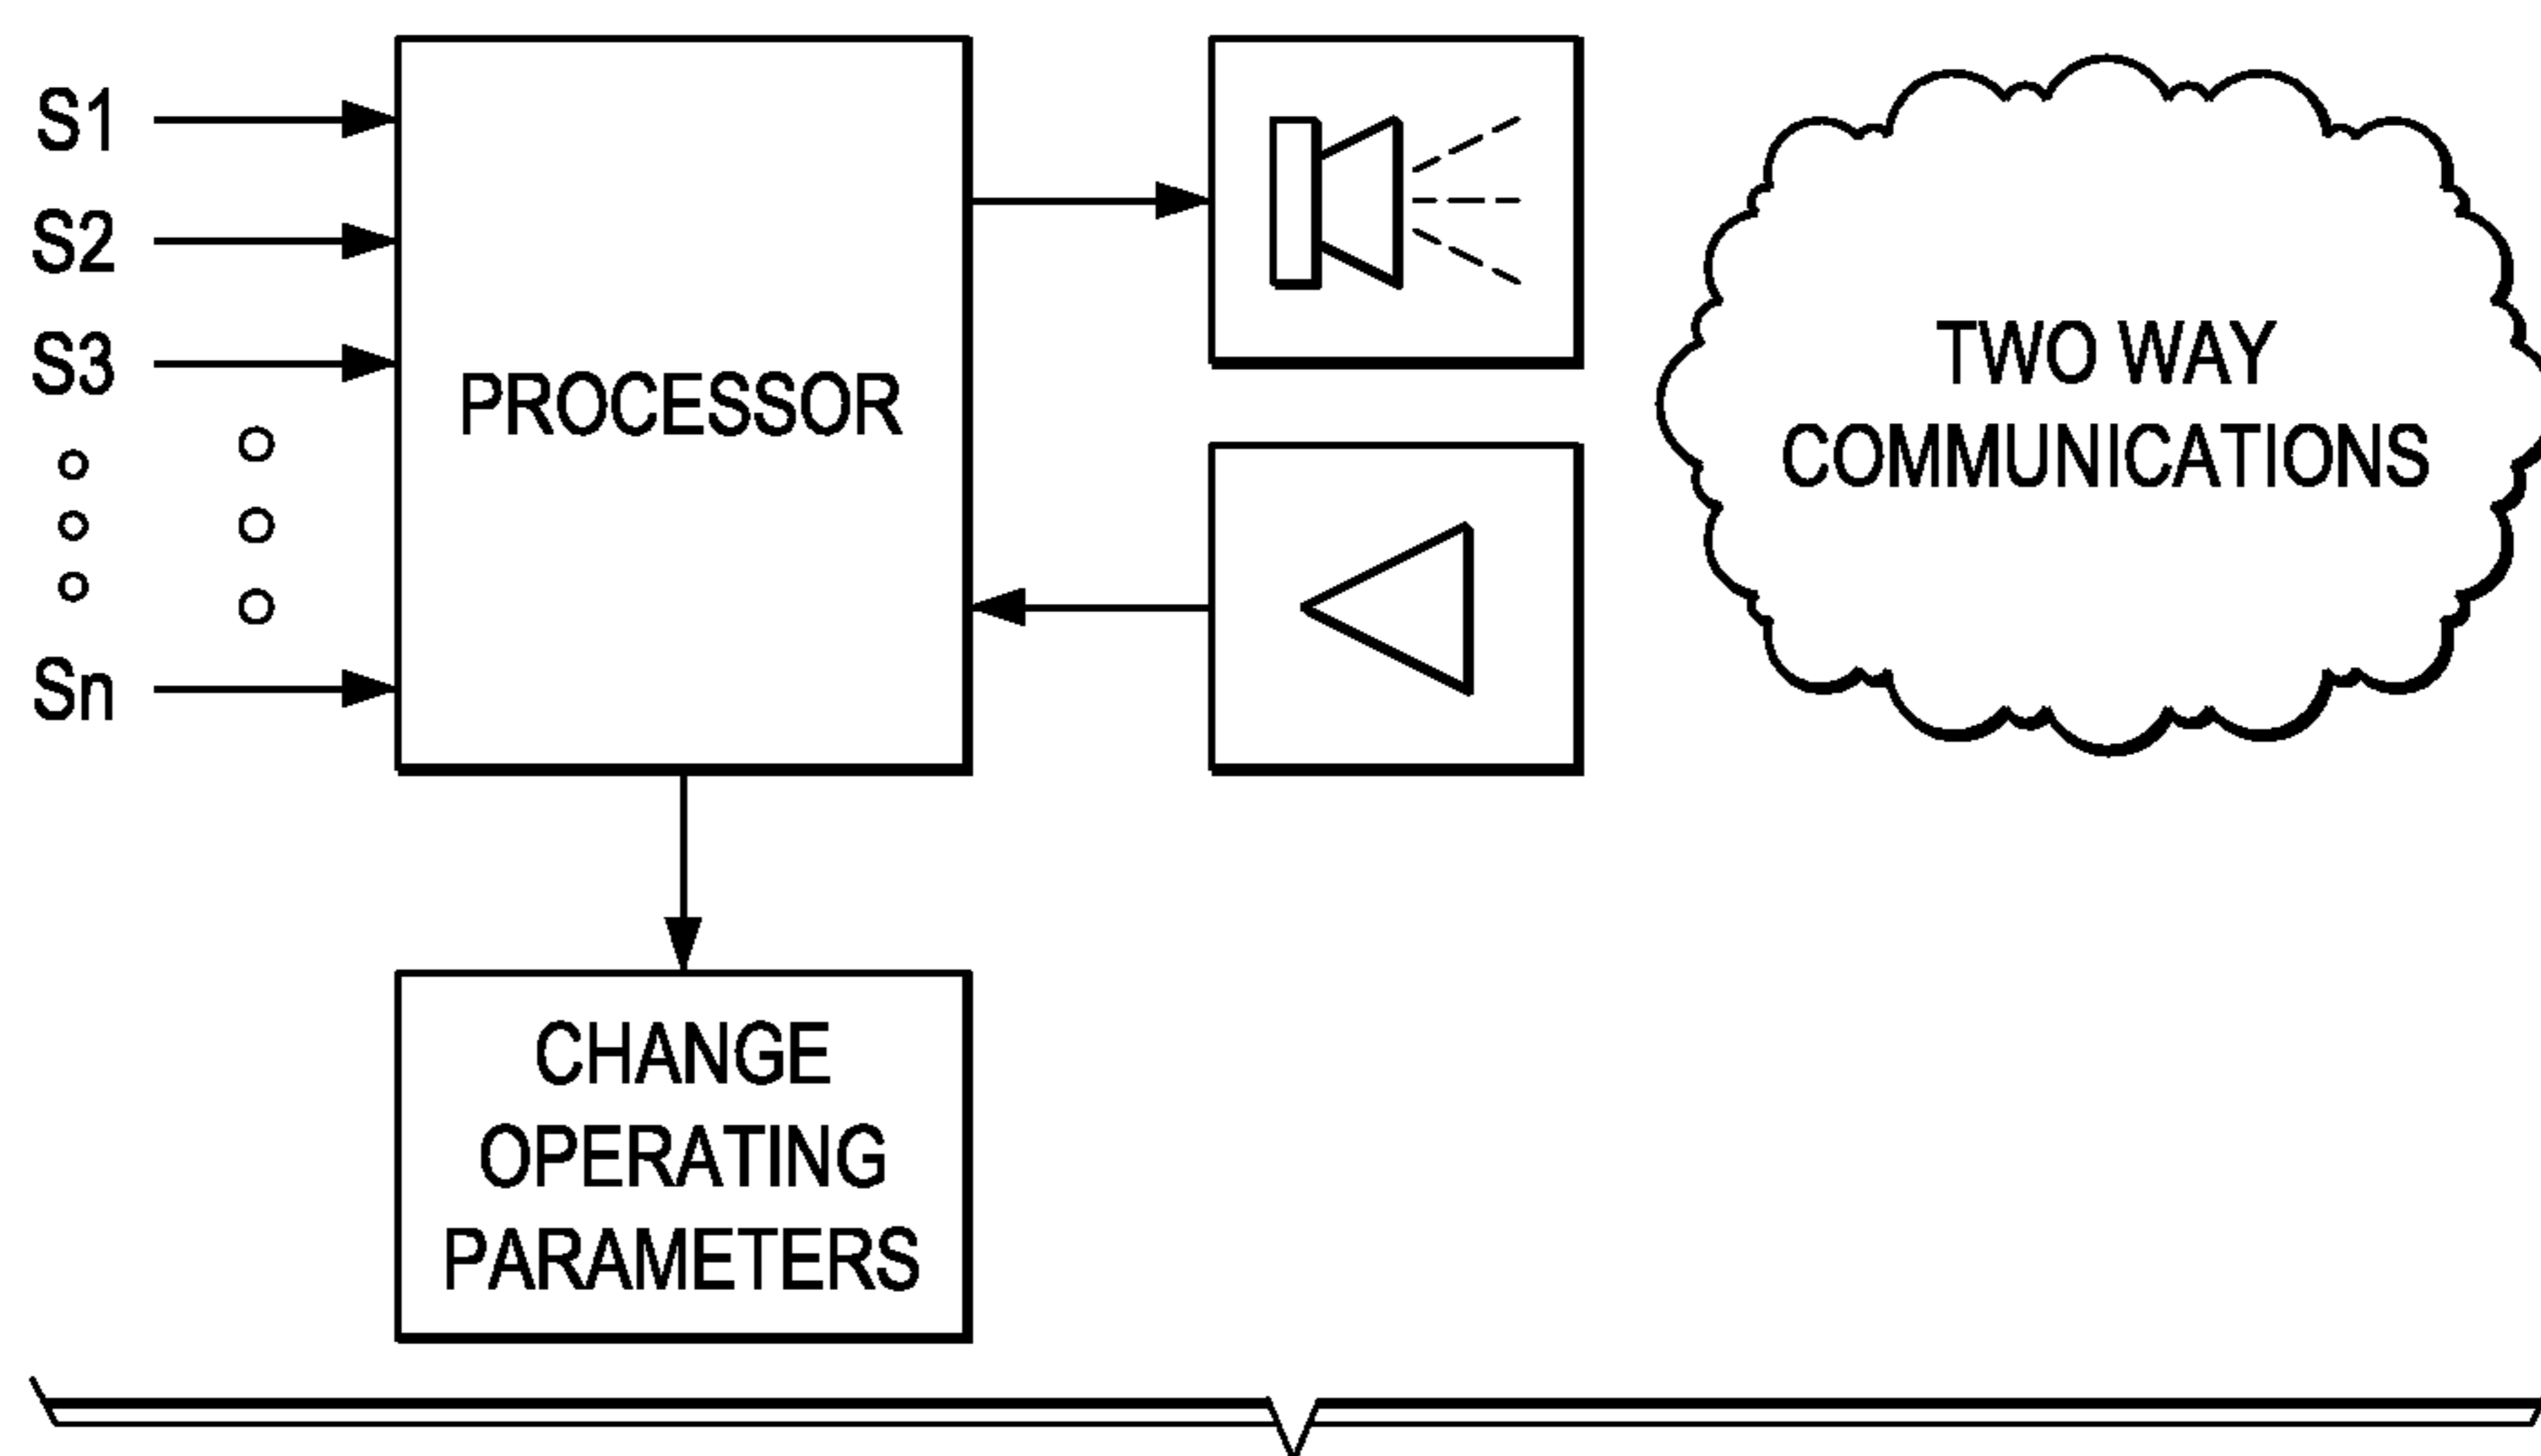 S1
S2
S3
Sn
PROCESSOR
TWO WAY
COMMUNICATIONS
CHANGE
OPERATING
PARAMETERS